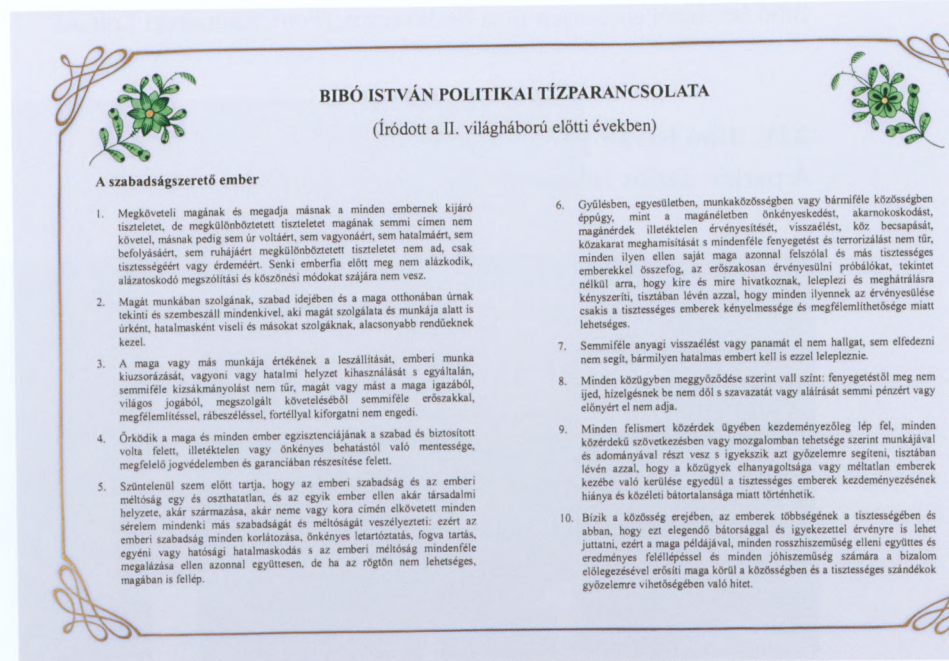 BIBÓ ISTVÁN POLITIKAI TÍZPARANCSOLATA
(Íródott a II. világháború előtti években)
A szabadságszerető ember
1. Megköveteli magának és megadja másnak a minden embernek kijáró
tiszteletet, de megkülönböztetett tiszteletet magának semmi címen nem
követel, másnak pedig sem úr voltáért, sem vagyonáért, sem hatalmáért, sem
befolyásáért, sem ruhájáért megkülönböztetett tiszteletet nem ad, csak
tisztességéért vagy érdeméért. Senki emberfia előtt meg nem alázkodik,
alázatoskodó megszólítási és köszönési módokat szájára nem vesz.
2. Magát munkában szolgának, szabad idejében és a maga otthonában úrnak
tekinti és szembeszáll mindenkivel, aki magát szolgálata és munkája alatt is
úrként, hatalmasként viseli és másokat szolgáknak, alacsonyabb rendűeknek
kezel.
3. A maga vagy más munkája értékének a leszállítását, emberi munka
kiuzsorázását, vagyoni vagy hatalmi helyzet kihasználását s egyáltalán,
semmiféle kizsákmányolást nem tűr, magát vagy mást a maga igazából,
világos jogából, megszolgált követeléséből semmiféle erőszakkal,
megfélemlítéssel, rábeszéléssel, fortéllyal kiforgatni nem engedi.
4. Őrködik a maga és minden ember egzisztenciájának a szabad és biztosított
volta felett, illetéktelen vagy önkényes behatástól való mentessége,
megfelelő jogvédelemben és garanciában részesítése felett.
5. Szüntelenül szem előtt tartja, hogy az emberi szabadság és az emberi
méltóság egy és oszthatatlan, és az egyik ember ellen akár társadalmi
helyzete, akár származása, akár neme vagy kora címén elkövetett minden
sérelem mindenki más szabadságát és méltóságát veszélyezteti: ezért az
emberi szabadság minden korlátozása, önkényes letartóztatás, fogva tartás,
egyéni vagy hatósági hatalmaskodás s az emberi méltóság mindenféle
megalázása ellen azonnal együttesen, de ha az rögtön nem lehetséges,
magában is fellép.
6. Gyűlésben, egyesületben, munkaközösségben vagy bármiféle közösségben
éppúgy, mint a magánéletben önkényeskedést, akarnokoskodást,
magánérdek illetéktelen érvényesítését, visszaélést, köz becsapását,
közakarat meghamisítását s mindenféle fenyegetést és terrorizálást nem tűr,
minden ilyen ellen saját maga azonnal felszólal és más tisztességes
emberekkel összefog, az erőszakosan érvényesülni próbálókat, tekintet
nélkül arra, hogy kire és mire hivatkoznak, leleplezi és meghátrálásra
kényszeríti, tisztában lévén azzal, hogy minden ilyennek az érvényesülése
csakis a tisztességes emberek kényelmessége és megfélemlíthetősége miatt
lehetséges.
7. Semmiféle anyagi visszaélést vagy panamát el nem hallgat, sem elfedezni
nem segít, bármilyen hatalmas embert kell is ezzel lelepleznie.
8. Minden közügyben meggyőződése szerint vall színt: fenyegetéstől meg nem
ijed, hízelgésnek be nem dől s szavazatát vagy aláírását semmi pénzért vagy
előnyért el nem adja.
9. Minden felismert közérdek ügyében kezdeményezőleg lép fel, minden
közérdekű szövetkezésben vagy mozgalomban tehetsége szerint munkájával
és adományával részt vesz s igyekszik azt győzelemre segíteni, tisztában
lévén azzal, hogy a közügyek elhanyagoltsága vagy méltatlan emberek
kezébe való kerülése egyedül a tisztességes emberek kezdeményezésének
hiánya és közéleti bátortalansága miatt történhetik.
10. Bízik a közösség erejében, az emberek többségének a tisztességében és
abban, hogy ezt elegendő bátorsággal és igyekezettel érvényre is lehet
juttatni, ezért a maga példájával, minden rosszhiszeműség elleni együttes és
eredményes fellépéssel és minden jóhiszeműség számára a bizalom
előlegezésével erősíti maga körül a közösségben és a tisztességes szándékok
győzelemre vihetőségében való hitet.